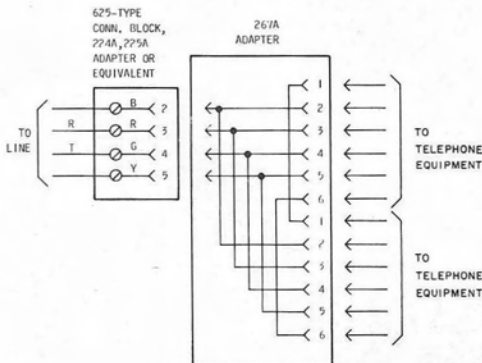 625-TYPE
CONN. BLOCK,
224A,225A
ADAPTER OR
EQUIVALENT
267A
ADAPTER
TO
LINE
R
T
B 2
R 3
G 4
Y 5
1
2
3
4
5
6
1
2
3
4
5
6
TO
TELEPHONE
EQUIPMENT
TO
TELEPHONE
EQUIPMENT